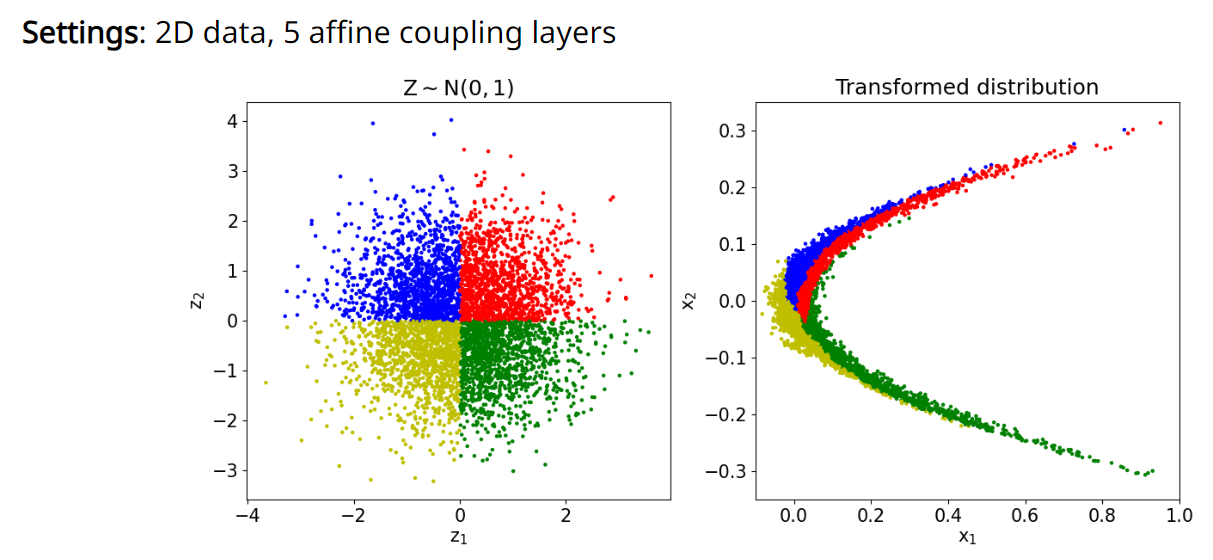 Settings: 2D data, 5 affine coupling layers
Z ~ N(0, 1)
4
3
2
1
0
−1
−2
−3
z₂
−4 −2 0 2
z₁
Transformed distribution
0.3
0.2
0.1
0.0
−0.1
−0.2
−0.3
x₂
0.0 0.2 0.4 0.6 0.8 1.0
x₁